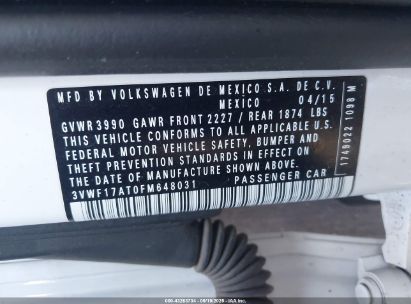 MFD BY VOLKSWAGEN DE MEXICO S.A. DE C.V.
MEXICO 04/15
GVWR 3990 GAWR FRONT 2227 / REAR 1874 LBS
THIS VEHICLE CONFORMS TO ALL APPLICABLE U.S.
FEDERAL MOTOR VEHICLE SAFETY, BUMPER AND
THEFT PREVENTION STANDARDS IN EFFECT ON
THE DATE OF MANUFACTURE SHOWN ABOVE.
3VWF17AT0FM648031 PASSENGER CAR
1749022 1098 M